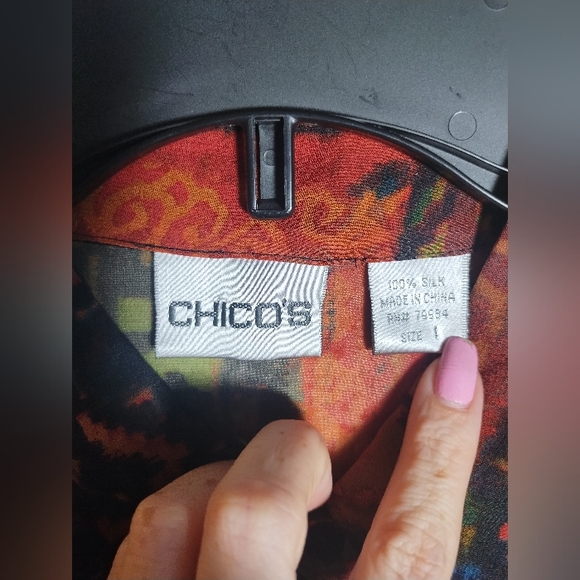 CHICO'S
100% SILK
MADE IN CHINA
RN# 79984
SIZE 1